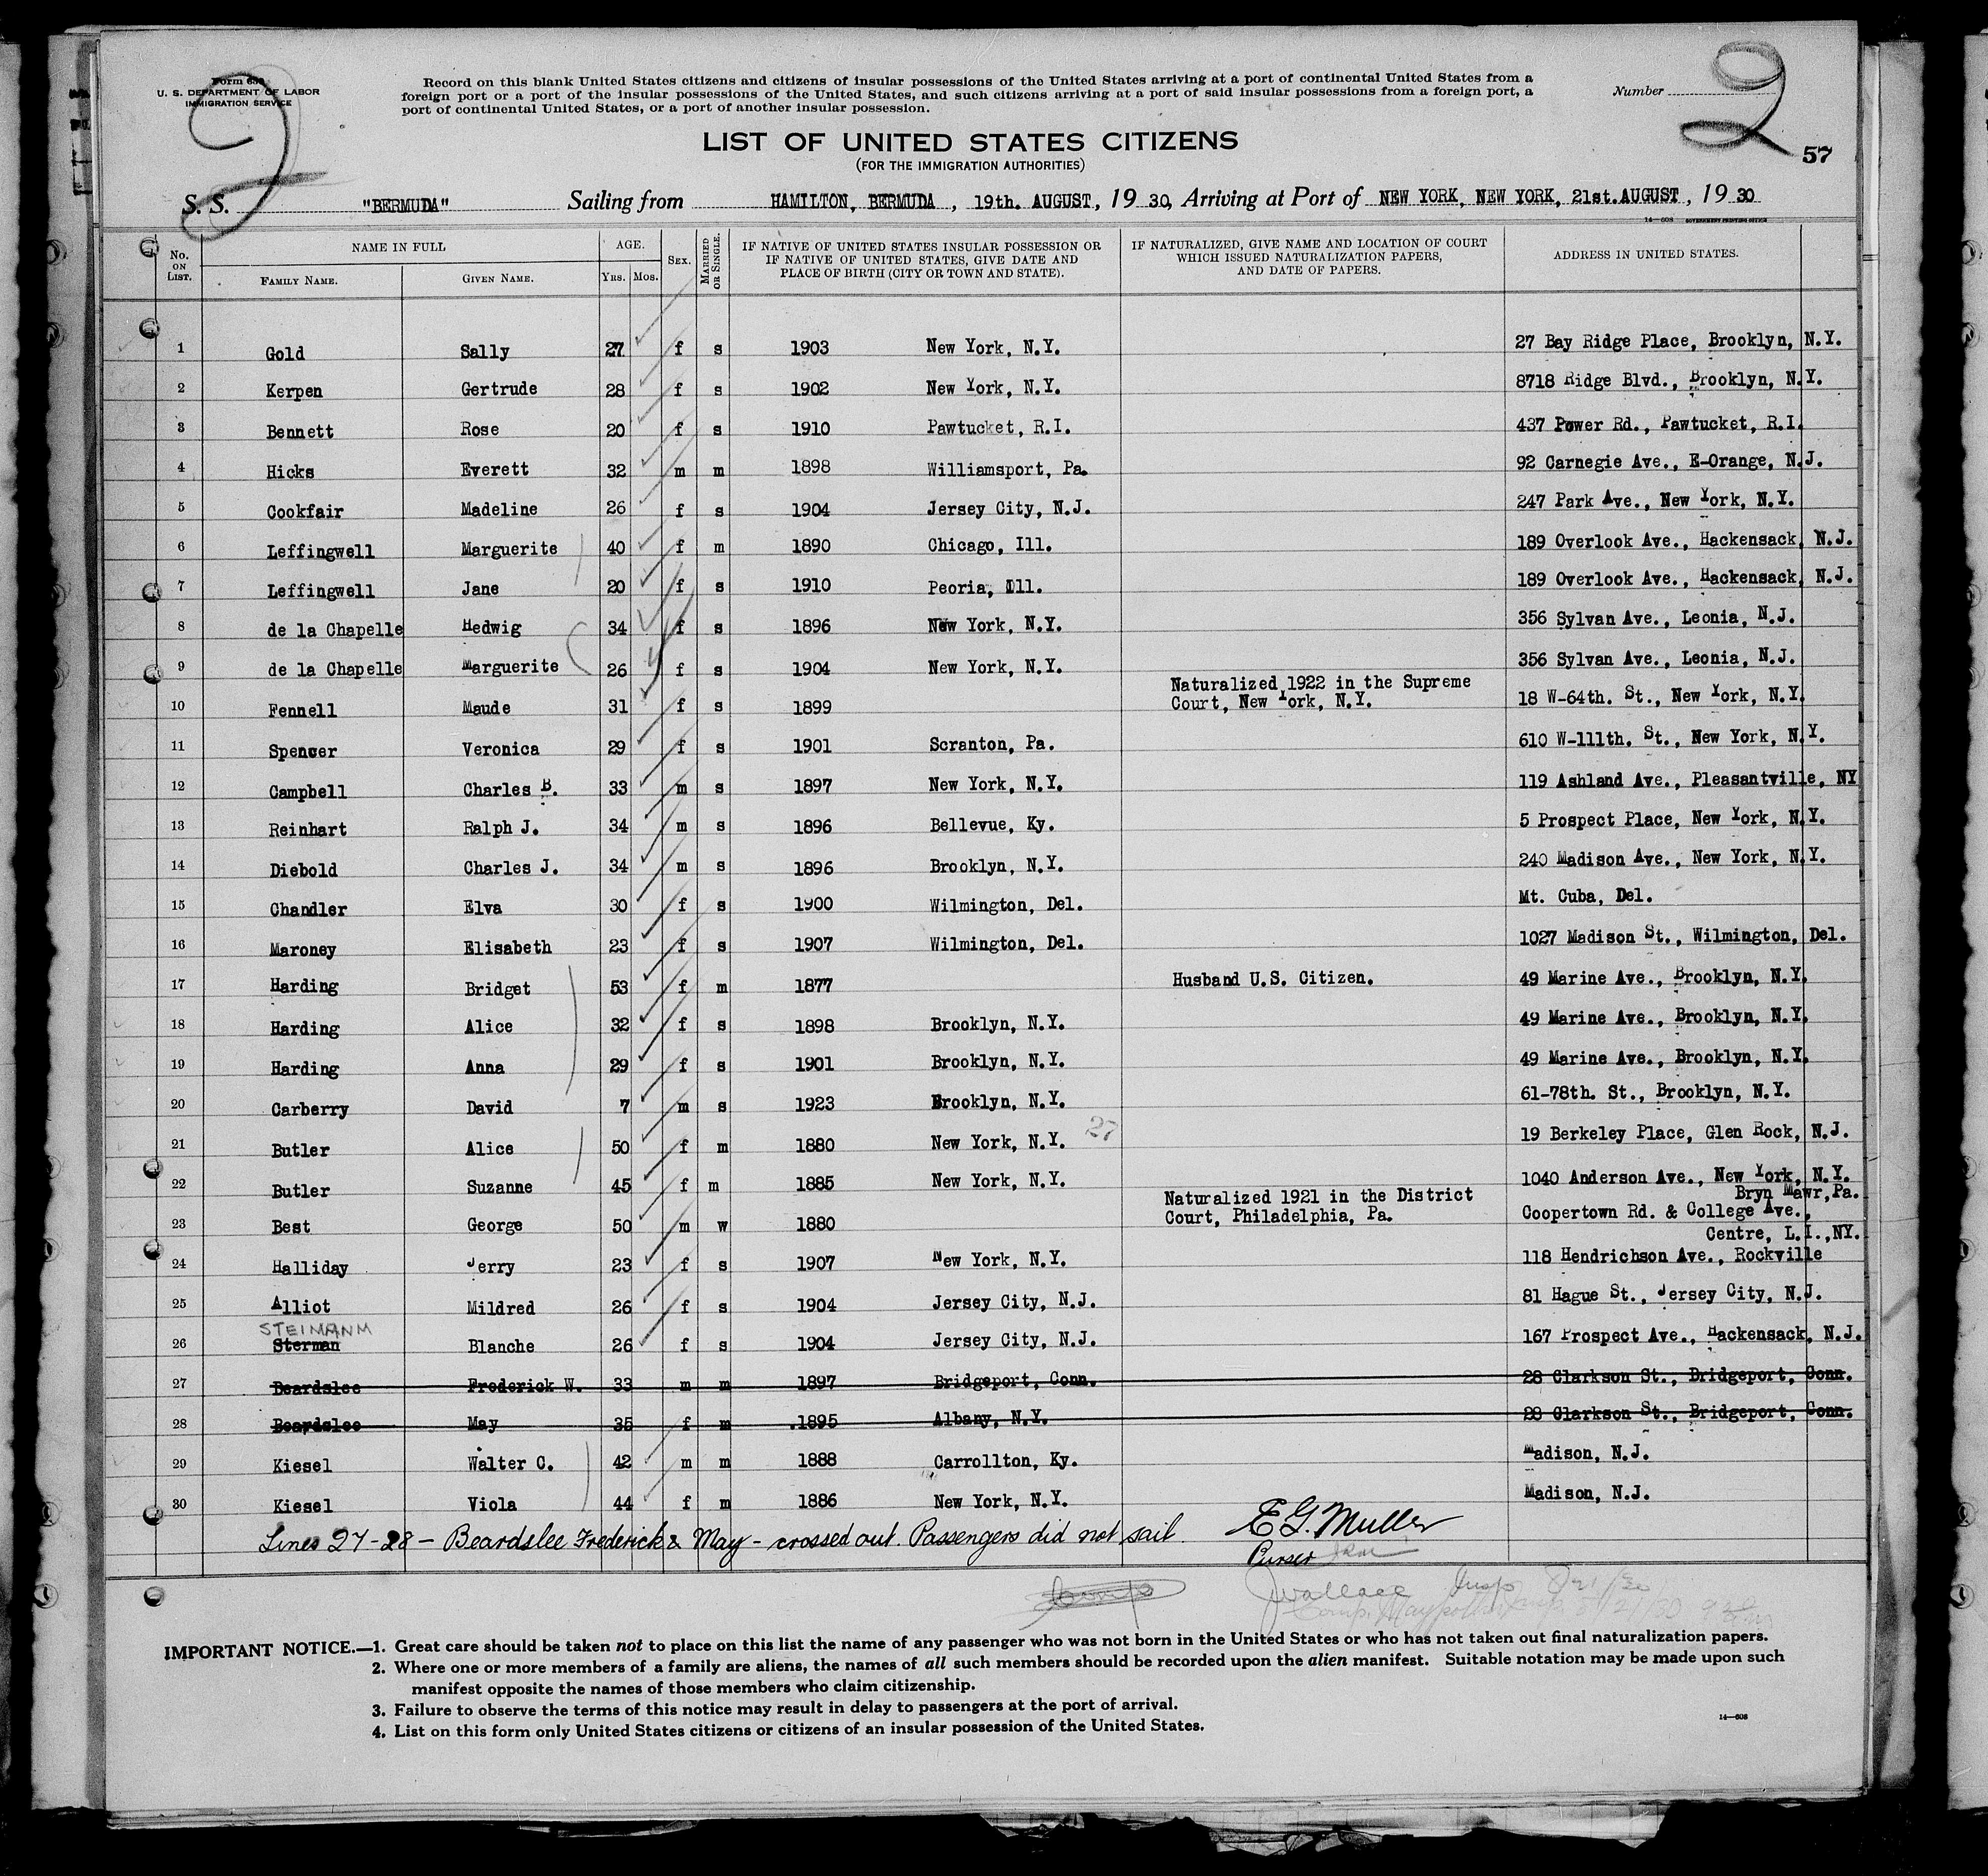 Form 630
U. S. DEPARTMENT OF LABOR
IMMIGRATION SERVICE
2
Record on this blank United States citizens and citizens of insular possessions of the United States arriving at a port of continental United States from a
foreign port or a port of the insular possessions of the United States, and such citizens arriving at a port of said insular possessions from a foreign port, a
port of continental United States, or a port of another insular possession.
Number 2
LIST OF UNITED STATES CITIZENS
(FOR THE IMMIGRATION AUTHORITIES)
57
S. S. "BERMUDA" Sailing from HAMILTON, BERMUDA, 19th. AUGUST, 19 30, Arriving at Port of NEW YORK, NEW YORK, 21st.AUGUST, 19 30
14—608 GOVERNMENT PRINTING OFFICE
No. ON LIST. NAME IN FULL FAMILY NAME. GIVEN NAME. AGE. YRS. MOS. SEX. MARRIED OR SINGLE. IF NATIVE OF UNITED STATES INSULAR POSSESSION OR IF NATIVE OF UNITED STATES, GIVE DATE AND PLACE OF BIRTH (CITY OR TOWN AND STATE). IF NATURALIZED, GIVE NAME AND LOCATION OF COURT WHICH ISSUED NATURALIZATION PAPERS, AND DATE OF PAPERS. ADDRESS IN UNITED STATES.
1 Gold Sally 27 f s 1903 New York, N.Y. 27 Bay Ridge Place, Brooklyn, N.Y.
2 Kerpen Gertrude 28 f s 1902 New York, N.Y. 8718 Ridge Blvd., Brooklyn, N.Y.
3 Bennett Rose 20 f s 1910 Pawtucket, R.I. 437 Power Rd., Pawtucket, R.I.
4 Hicks Everett 32 m m 1898 Williamsport, Pa. 92 Carnegie Ave., E-Orange, N.J.
5 Cookfair Madeline 26 f s 1904 Jersey City, N.J. 247 Park Ave., New York, N.Y.
6 Leffingwell Marguerite 40 f m 1890 Chicago, Ill. 189 Overlook Ave., Hackensack, N.J.
7 Leffingwell Jane 20 f s 1910 Peoria, Ill. 189 Overlook Ave., Hackensack, N.J.
8 de la Chapelle Hedwig 34 f s 1896 New York, N.Y. 356 Sylvan Ave., Leonia, N.J.
9 de la Chapelle Marguerite 26 f s 1904 New York, N.Y. 356 Sylvan Ave., Leonia, N.J.
10 Fennell Maude 31 f s 1899 Naturalized 1922 in the Supreme Court, New York, N.Y. 18 W-64th. St., New York, N.Y.
11 Spencer Veronica 29 f s 1901 Scranton, Pa. 610 W-111th. St., New York, N.Y.
12 Campbell Charles B. 33 m s 1897 New York, N.Y. 119 Ashland Ave., Pleasantville, NY
13 Reinhart Ralph J. 34 m s 1896 Bellevue, Ky. 5 Prospect Place, New York, N.Y.
14 Diebold Charles J. 34 m s 1896 Brooklyn, N.Y. 240 Madison Ave., New York, N.Y.
15 Chandler Elva 30 f s 1900 Wilmington, Del. Mt. Cuba, Del.
16 Maroney Elisabeth 23 f s 1907 Wilmington, Del. 1027 Madison St., Wilmington, Del.
17 Harding Bridget 53 f m 1877 Husband U.S. Citizen. 49 Marine Ave., Brooklyn, N.Y.
18 Harding Alice 32 f s 1898 Brooklyn, N.Y. 49 Marine Ave., Brooklyn, N.Y.
19 Harding Anna 29 f s 1901 Brooklyn, N.Y. 49 Marine Ave., Brooklyn, N.Y.
20 Carberry David 7 m s 1923 Brooklyn, N.Y. 61-78th. St., Brooklyn, N.Y.
21 Butler Alice 50 f m 1880 New York, N.Y. 27 19 Berkeley Place, Glen Rock, N.J.
22 Butler Suzanne 45 f m 1885 New York, N.Y. 1040 Anderson Ave., New York, N.Y.
23 Best George 50 m w 1880 Naturalized 1921 in the District Court, Philadelphia, Pa. Coopertown Rd. & College Ave., Bryn Mawr,Pa.
24 Halliday Jerry 23 f s 1907 New York, N.Y. 118 Hendrichson Ave., Rockville Centre, L.I.,NY.
25 Alliot Mildred 26 f s 1904 Jersey City, N.J. 81 Hague St., Jersey City, N.J.
STEIMANM
26 Sterman Blanche 26 f s 1904 Jersey City, N.J. 167 Prospect Ave., Hackensack, N.J.
27 Beardslee Frederick W. 33 m m 1897 Bridgeport, Conn. 28 Clarkson St., Bridgeport, Conn.
28 Beardslee May 35 f m 1895 Albany, N.Y. 28 Clarkson St., Bridgeport, Conn.
29 Kiesel Walter C. 42 m m 1888 Carrollton, Ky. Madison, N.J.
30 Kiesel Viola 44 f m 1886 New York, N.Y. Madison, N.J.
Lines 27-28 — Beardslee Frederick & May - crossed out. Passengers did not sail. E G. Muller
Purser
JWallace Insp 8/21/30
IMPORTANT NOTICE.—1. Great care should be taken not to place on this list the name of any passenger who was not born in the United States or who has not taken out final naturalization papers.
2. Where one or more members of a family are aliens, the names of all such members should be recorded upon the alien manifest. Suitable notation may be made upon such
manifest opposite the names of those members who claim citizenship.
3. Failure to observe the terms of this notice may result in delay to passengers at the port of arrival.
4. List on this form only United States citizens or citizens of an insular possession of the United States.
14—608